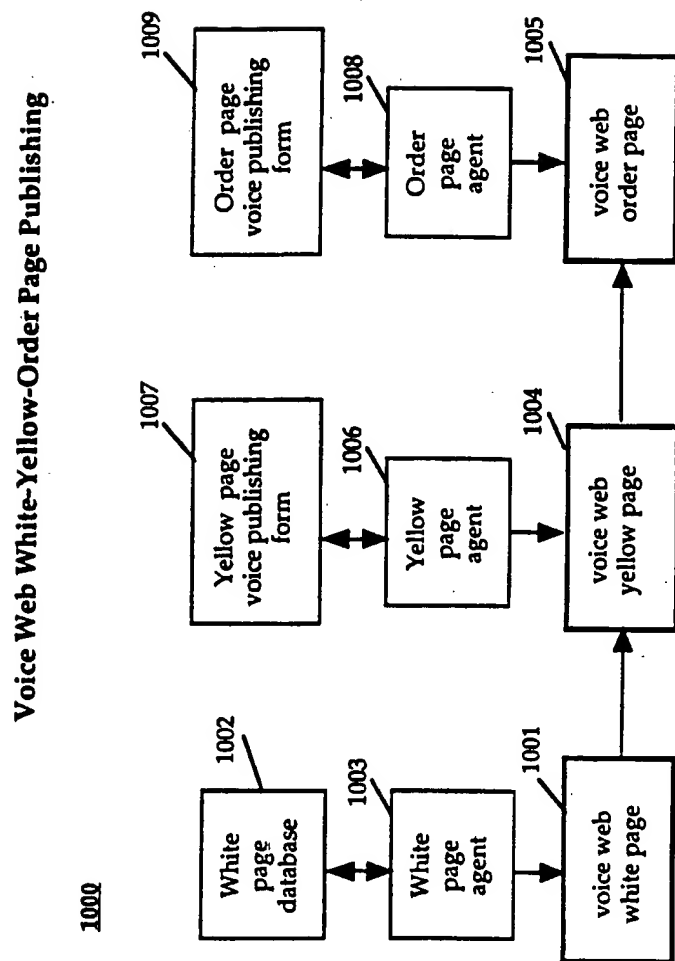 Voice Web White-Yellow-Order Page Publishing
1000
1002
White
page
database
1003
White
page
agent
1001
voice web
white page
1007
Yellow page
voice publishing
form
1006
Yellow
page
agent
1004
voice web
yellow page
1009
Order page
voice publishing
form
1008
Order
page
agent
1005
voice web
order page